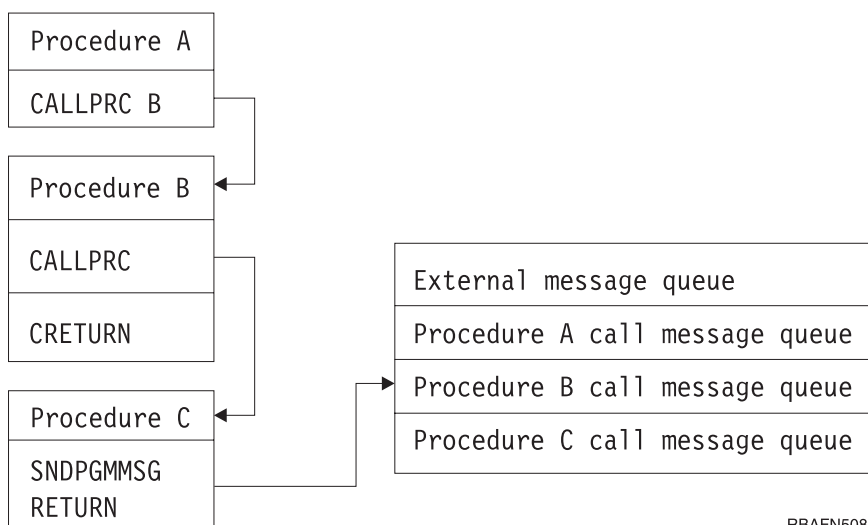 Procedure A
CALLPRC B
Procedure B
CALLPRC
CRETURN
Procedure C
SNDPGMMSG
RETURN
External message queue
Procedure A call message queue
Procedure B call message queue
Procedure C call message queue